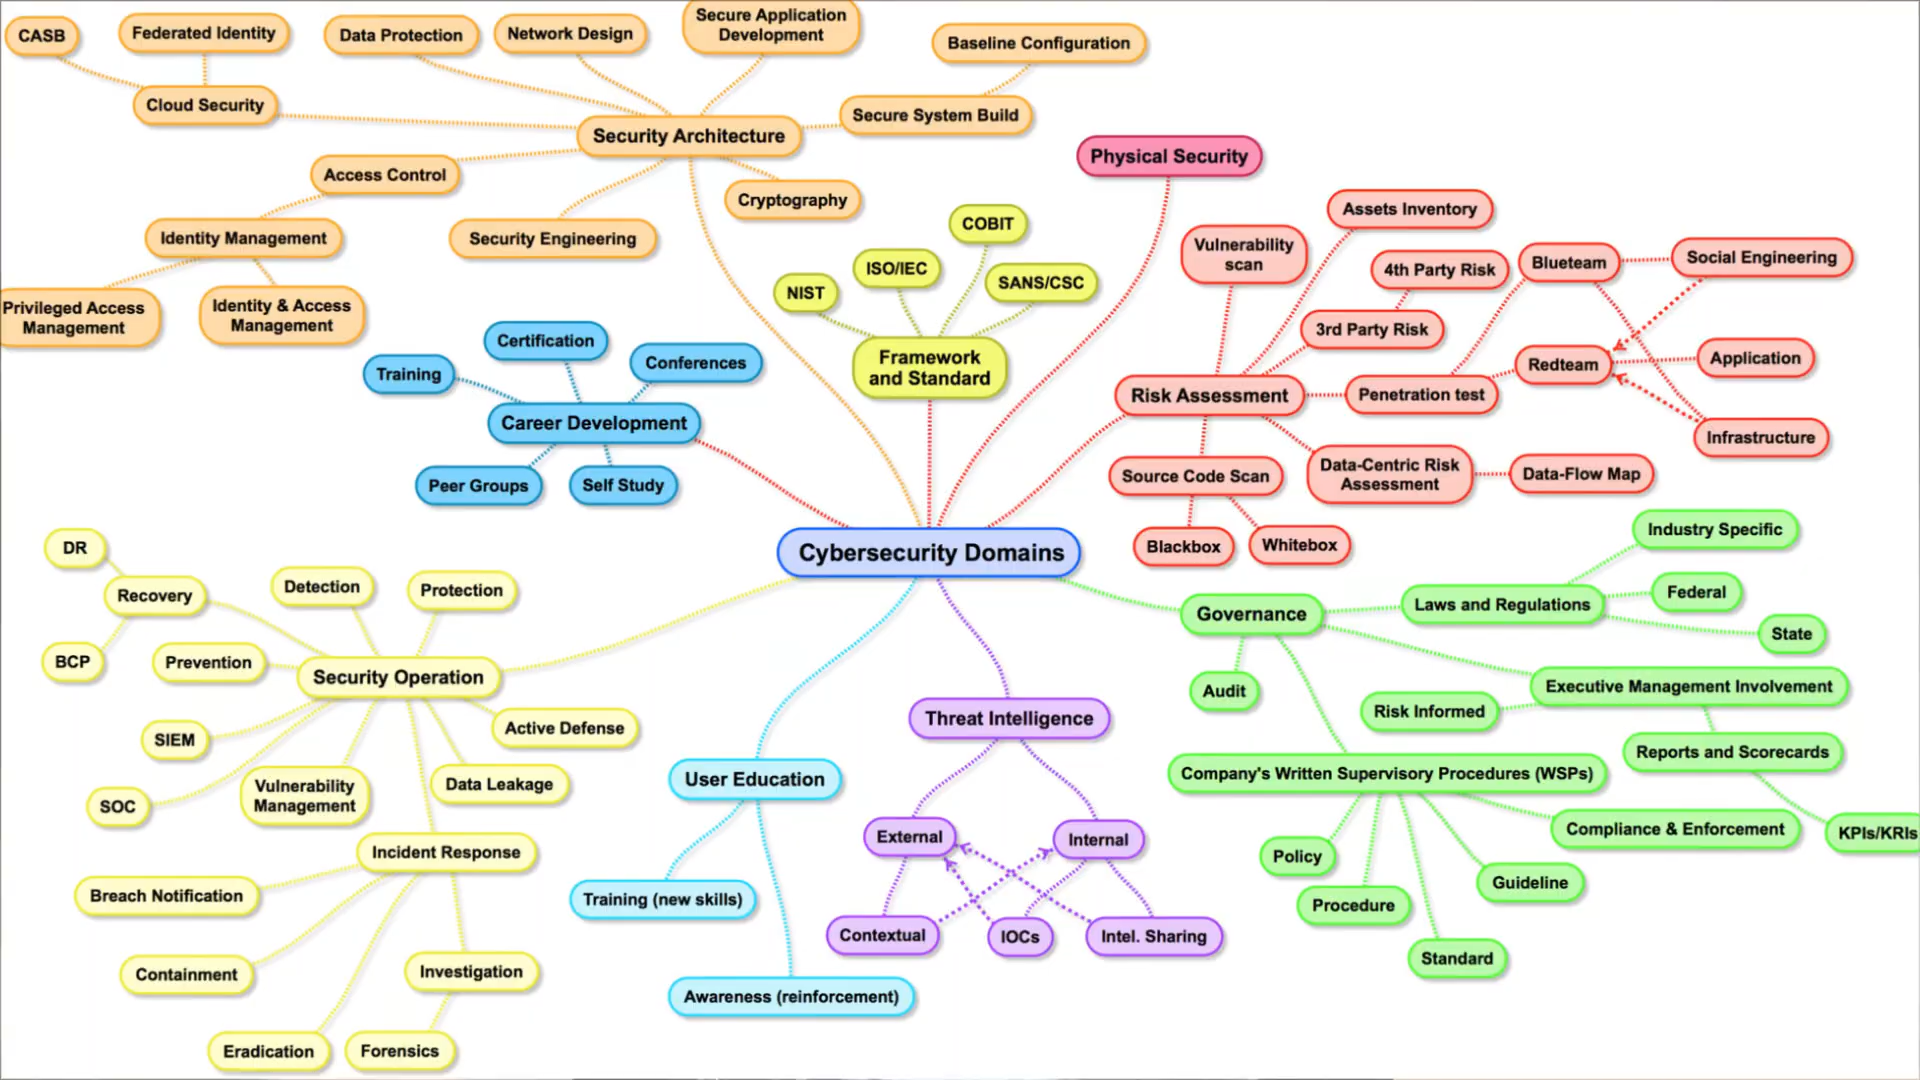 CASB
Federated Identity
Data Protection
Network Design
Secure Application
Development
Baseline Configuration
Cloud Security
Security Architecture
Secure System Build
Access Control
Cryptography
Identity Management
Security Engineering
Privileged Access
Management
Identity & Access
Management
Physical Security
COBIT
ISO/IEC
NIST
SANS/CSC
Framework
and Standard
Certification
Conferences
Training
Career Development
Peer Groups
Self Study
Vulnerability
scan
Assets Inventory
4th Party Risk
Blueteam
Social Engineering
3rd Party Risk
Redteam
Application
Risk Assessment
Penetration test
Infrastructure
Source Code Scan
Data-Centric Risk
Assessment
Data-Flow Map
Blackbox
Whitebox
Cybersecurity Domains
DR
Recovery
Detection
Protection
BCP
Prevention
Security Operation
SIEM
Active Defense
SOC
Vulnerability
Management
Data Leakage
Incident Response
Breach Notification
Containment
Investigation
Eradication
Forensics
User Education
Training (new skills)
Awareness (reinforcement)
Threat Intelligence
External
Internal
Contextual
IOCs
Intel. Sharing
Industry Specific
Governance
Laws and Regulations
Federal
State
Audit
Executive Management Involvement
Risk Informed
Reports and Scorecards
Company's Written Supervisory Procedures (WSPs)
Compliance & Enforcement
KPIs/KRIs
Policy
Guideline
Procedure
Standard